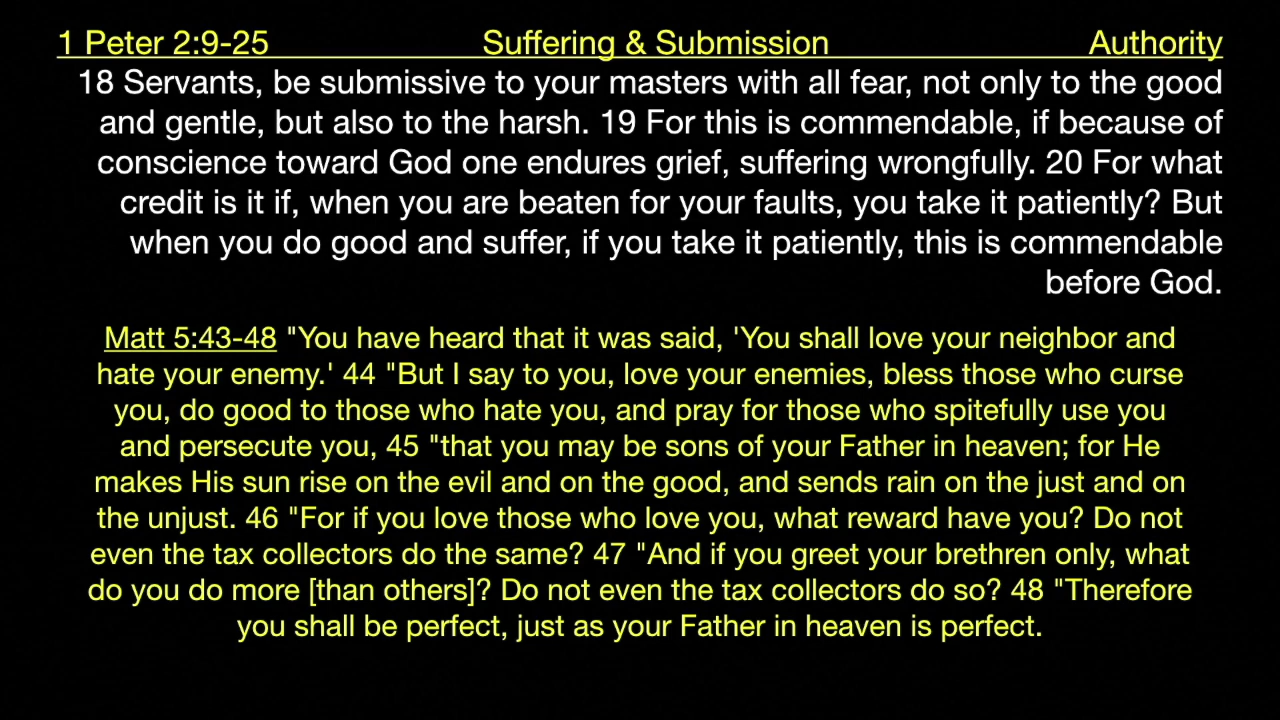 1 Peter 2:9-25 Suffering & Submission Authority
18 Servants, be submissive to your masters with all fear, not only to the good
and gentle, but also to the harsh. 19 For this is commendable, if because of
conscience toward God one endures grief, suffering wrongfully. 20 For what
credit is it if, when you are beaten for your faults, you take it patiently? But
when you do good and suffer, if you take it patiently, this is commendable
before God.
Matt 5:43-48 "You have heard that it was said, 'You shall love your neighbor and
hate your enemy.' 44 "But I say to you, love your enemies, bless those who curse
you, do good to those who hate you, and pray for those who spitefully use you
and persecute you, 45 "that you may be sons of your Father in heaven; for He
makes His sun rise on the evil and on the good, and sends rain on the just and on
the unjust. 46 "For if you love those who love you, what reward have you? Do not
even the tax collectors do the same? 47 "And if you greet your brethren only, what
do you do more [than others]? Do not even the tax collectors do so? 48 "Therefore
you shall be perfect, just as your Father in heaven is perfect.